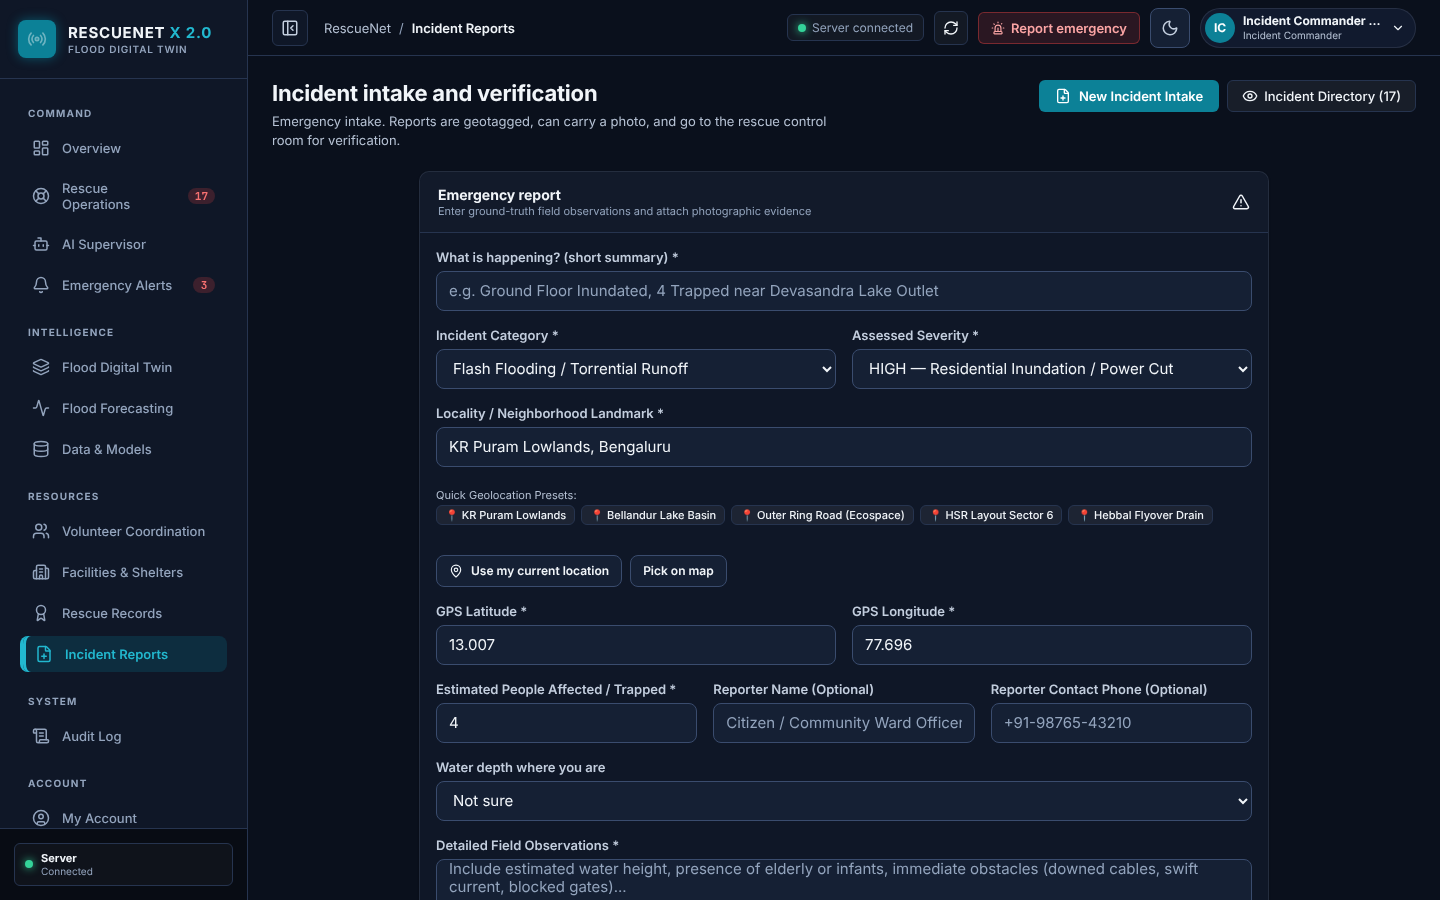 RESCUENET X 2.0
FLOOD DIGITAL TWIN
COMMAND
Overview
Rescue
Operations
17
AI Supervisor
Emergency Alerts
3
INTELLIGENCE
Flood Digital Twin
Flood Forecasting
Data & Models
RESOURCES
Volunteer Coordination
Facilities & Shelters
Rescue Records
Incident Reports
SYSTEM
Audit Log
ACCOUNT
My Account
Server
Connected
RescueNet / Incident Reports
Server connected
Report emergency
IC
Incident Commander ...
Incident Commander
Incident intake and verification
Emergency intake. Reports are geotagged, can carry a photo, and go to the rescue control
room for verification.
New Incident Intake
Incident Directory (17)
Emergency report
Enter ground-truth field observations and attach photographic evidence
What is happening? (short summary) *
e.g. Ground Floor Inundated, 4 Trapped near Devasandra Lake Outlet
Incident Category *
Assessed Severity *
Flash Flooding / Torrential Runoff
HIGH — Residential Inundation / Power Cut
Locality / Neighborhood Landmark *
KR Puram Lowlands, Bengaluru
Quick Geolocation Presets:
KR Puram Lowlands
Bellandur Lake Basin
Outer Ring Road (Ecospace)
HSR Layout Sector 6
Hebbal Flyover Drain
Use my current location
Pick on map
GPS Latitude *
GPS Longitude *
13.007
77.696
Estimated People Affected / Trapped *
Reporter Name (Optional)
Reporter Contact Phone (Optional)
4
Citizen / Community Ward Officer
+91-98765-43210
Water depth where you are
Not sure
Detailed Field Observations *
Include estimated water height, presence of elderly or infants, immediate obstacles (downed cables, swift
current, blocked gates)...